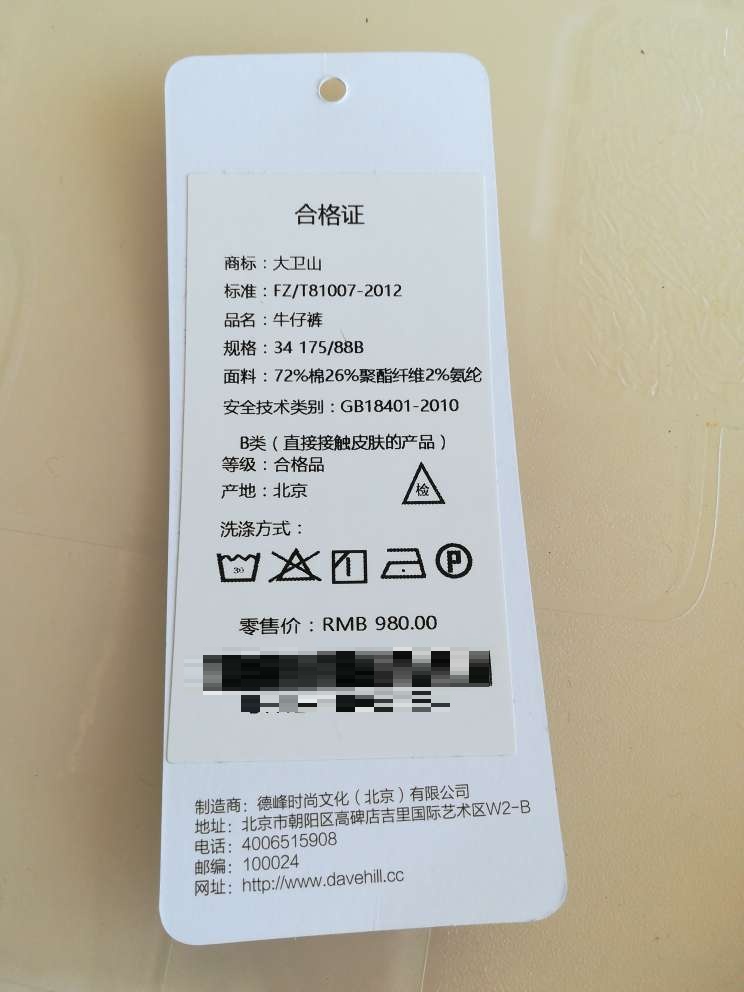 合格证
商标：大卫山
标准：FZ/T81007-2012
品名：牛仔裤
规格：34 175/88B
面料：72%棉26%聚酯纤维2%氨纶
安全技术类别：GB18401-2010
B类（直接接触皮肤的产品）
等级：合格品
产地：北京
检
洗涤方式：
30
P
零售价：RMB 980.00
制造商：德峰时尚文化（北京）有限公司
地址：北京市朝阳区高碑店吉里国际艺术区W2-B
电话：4006515908
邮编：100024
网址：http://www.davehill.cc